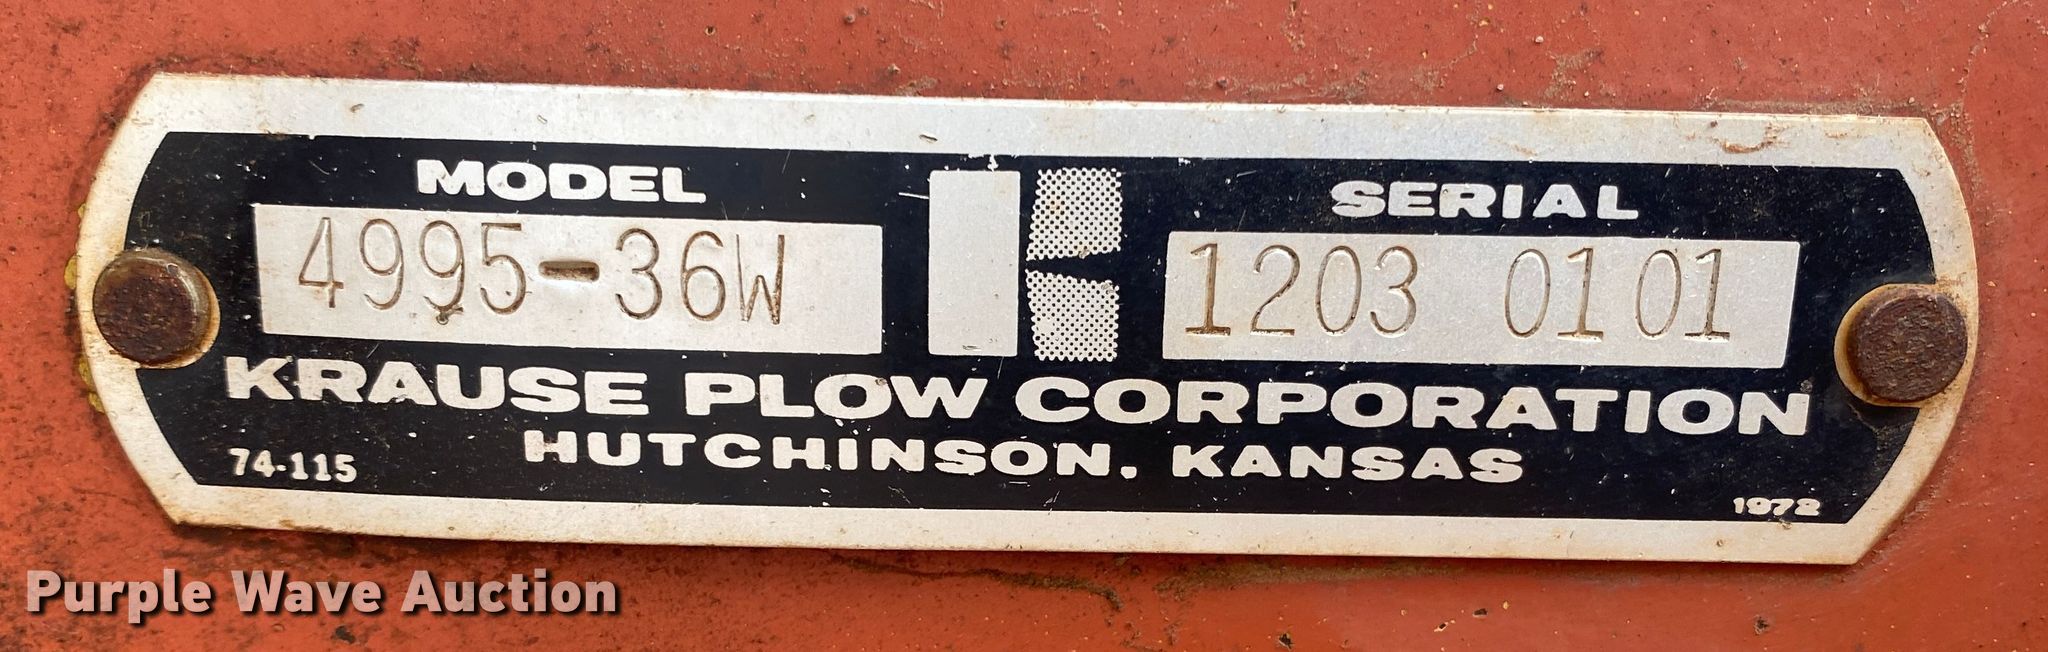 MODEL
4995-36W
SERIAL
1203 0101
KRAUSE PLOW CORPORATION
HUTCHINSON, KANSAS
74-115
1972
Purple Wave Auction